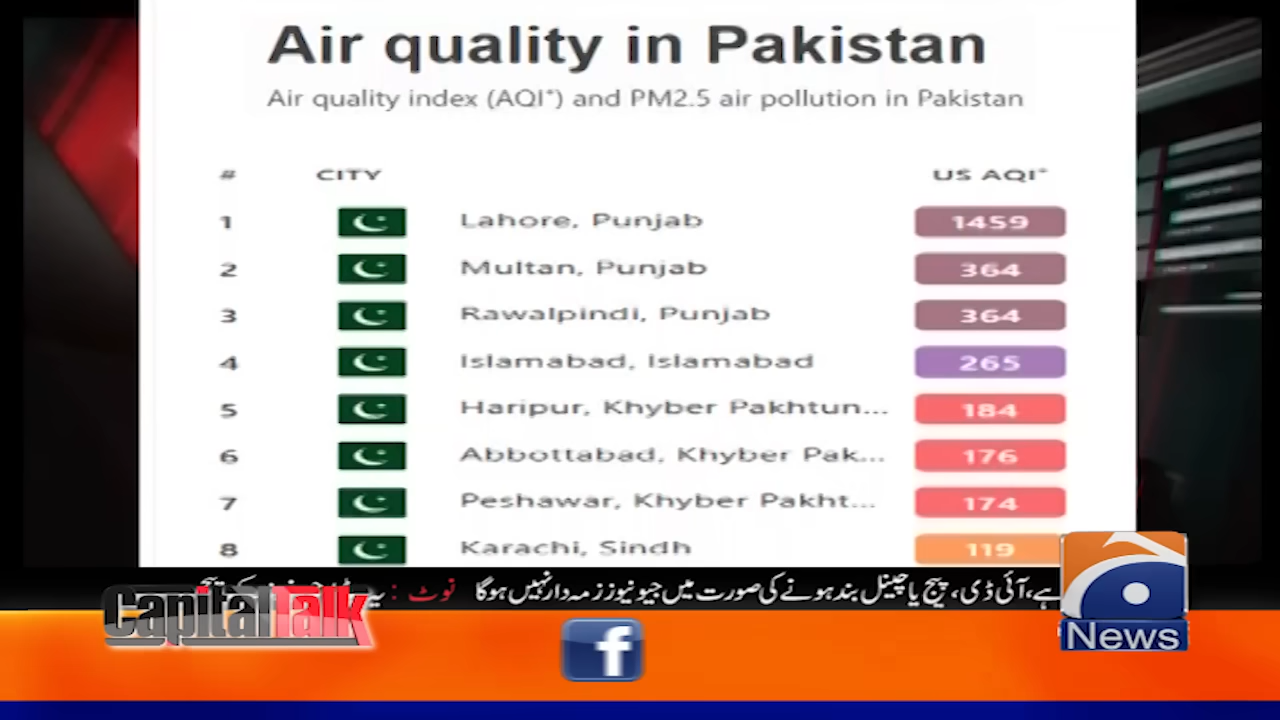 Air quality in Pakistan
Air quality index (AQI*) and PM2.5 air pollution in Pakistan
# CITY US AQI*
1 Lahore, Punjab 1459
2 Multan, Punjab 364
3 Rawalpindi, Punjab 364
4 Islamabad, Islamabad 265
5 Haripur, Khyber Pakhtun... 184
6 Abbottabad, Khyber Pak... 176
7 Peshawar, Khyber Pakht... 174
8 Karachi, Sindh 119
ہے،آئی ڈی، پیج یا چینل بند ہونے کی صورت میں جیو نیوز ذمہ دار نہیں ہوگا نوٹ :
Capital Talk
f
News